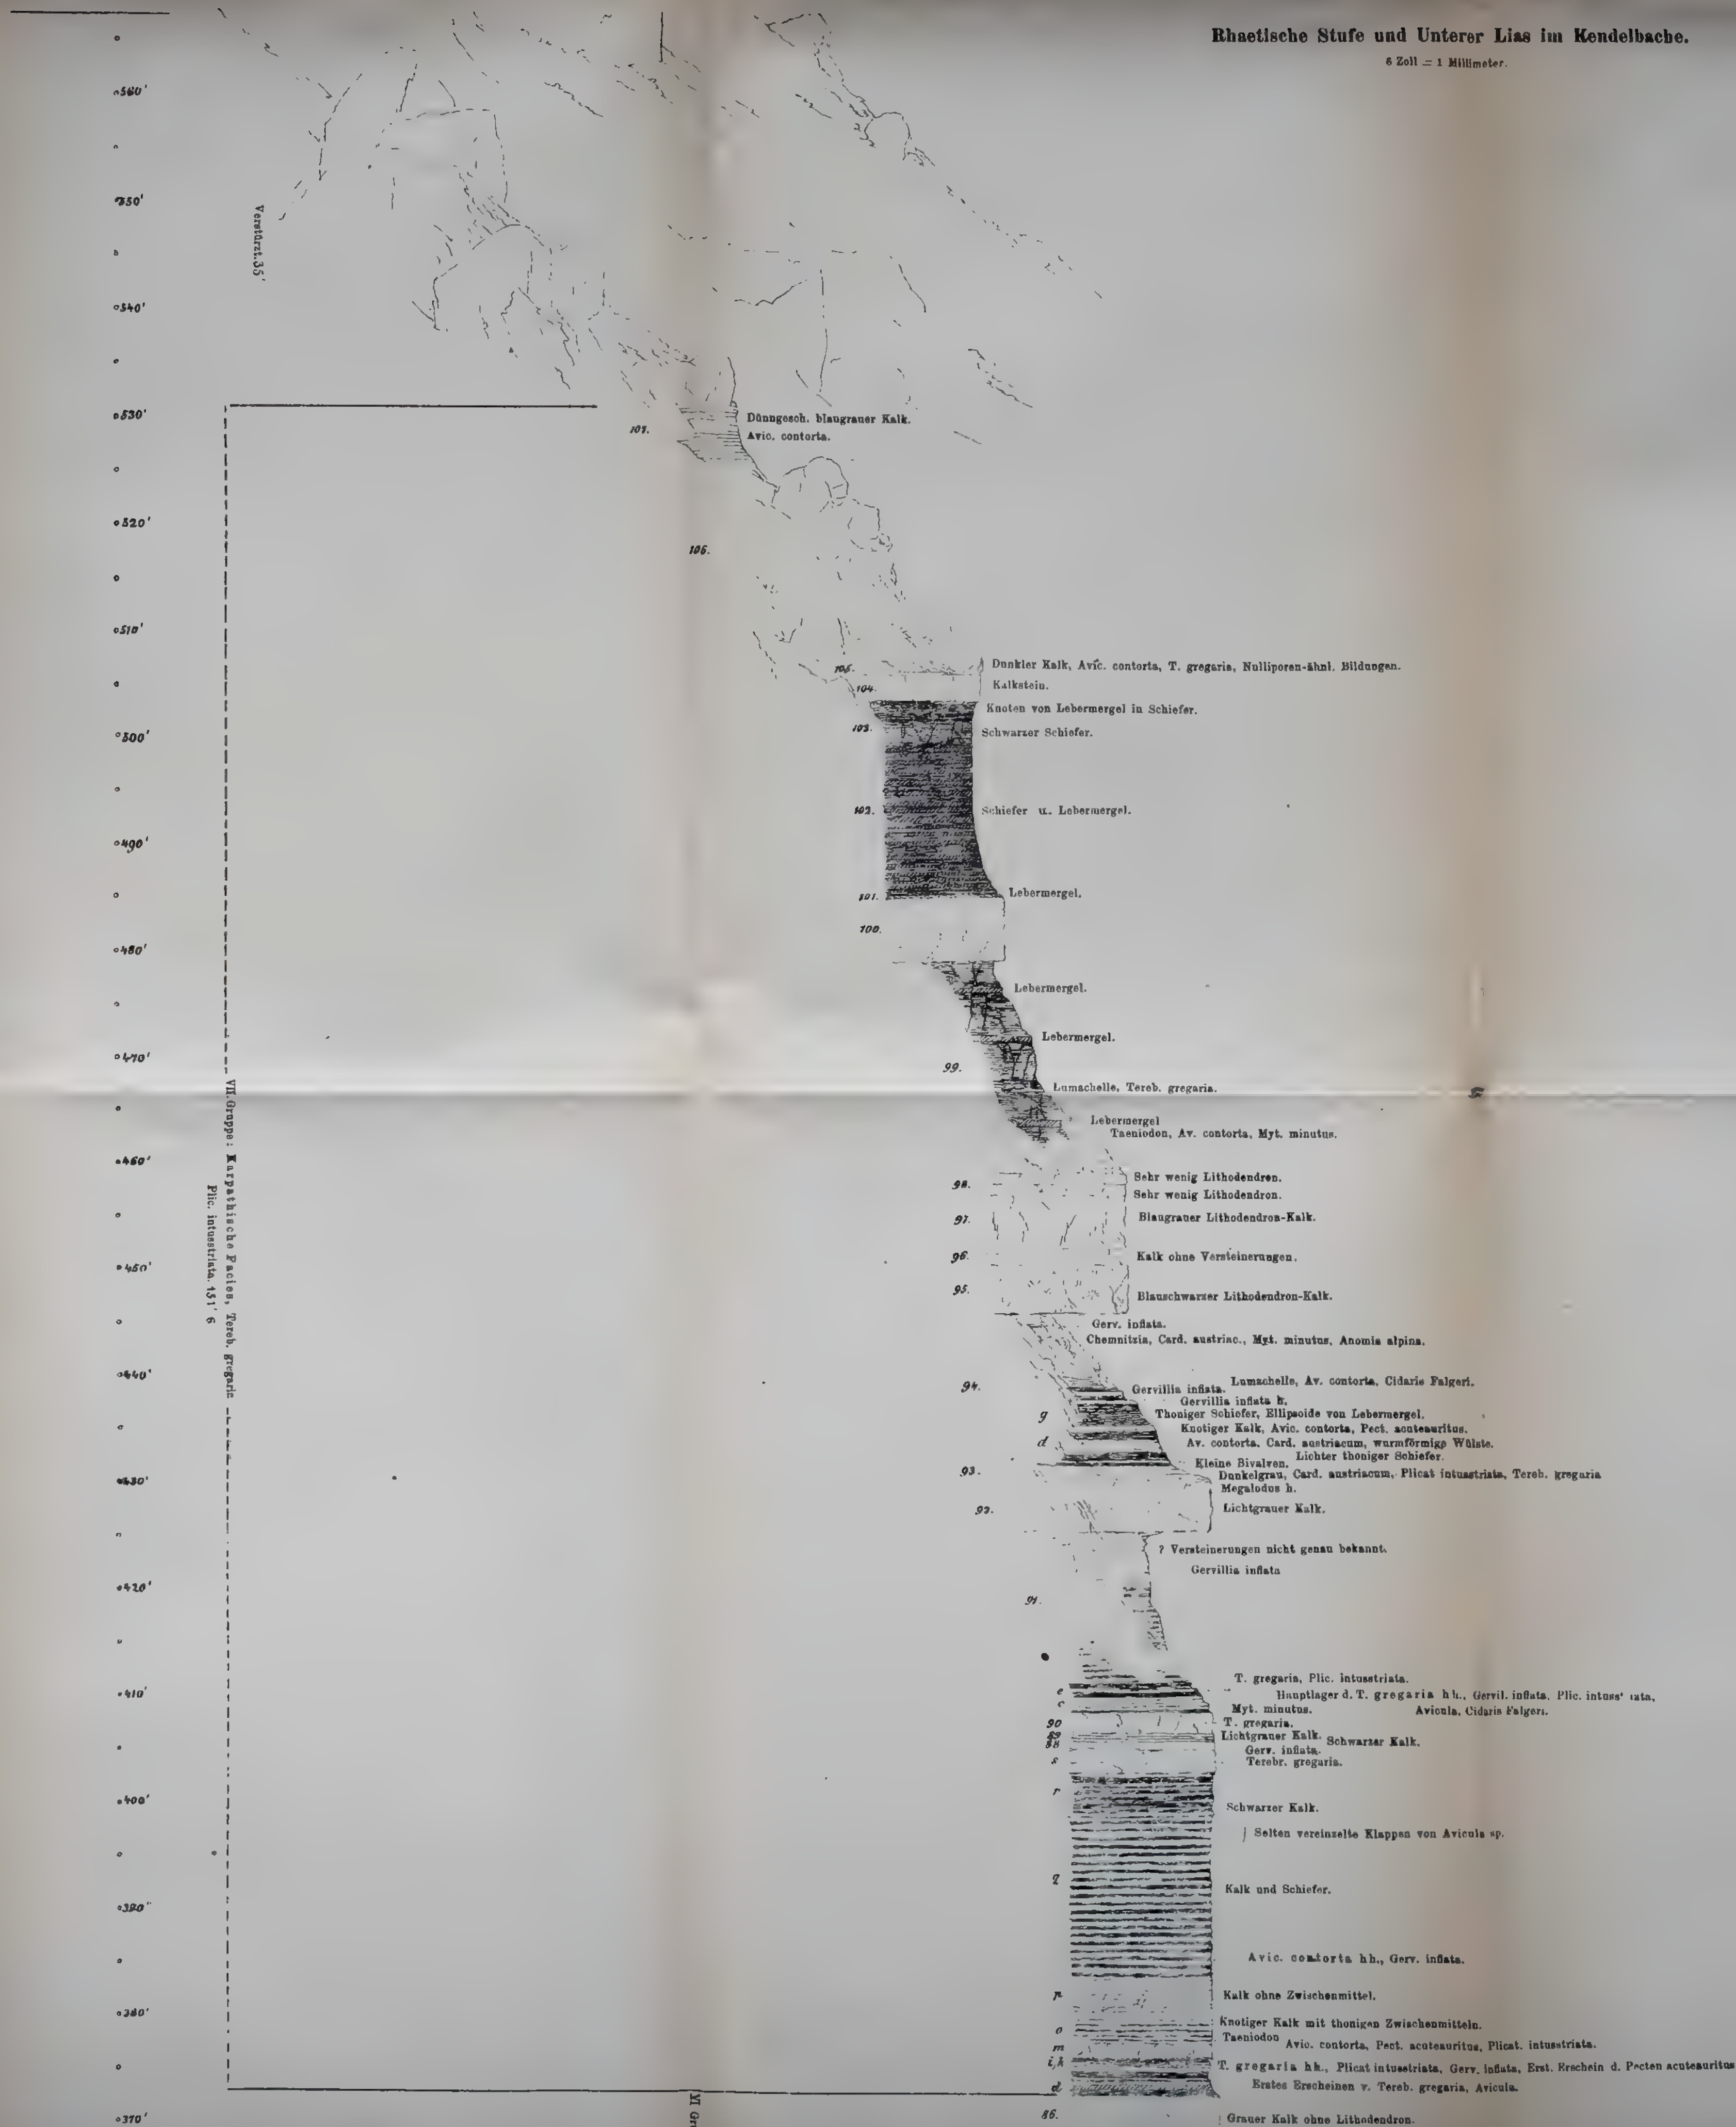 Rhaetische Stufe und Unterer Lias im Kendelbache.
6 Zoll = 1 Millimeter.
560'
550'
Verstürzt. 35'
540'
530'
Dünngesch. blaugrauer Kalk.
107.
Avic. contorta.
520'
106.
510'
105.
Dunkler Kalk, Avic. contorta, T. gregaria, Nulliporen-ähnl. Bildungen.
104.
Kalkstein.
Knoten von Lebermergel in Schiefer.
103.
Schwarzer Schiefer.
500'
102.
Schiefer u. Lebermergel.
490'
101.
Lebermergel.
100.
480'
Lebermergel.
Lebermergel.
470'
99.
Lumachelle, Tereb. gregaria.
Lebermergel
Taeniodon, Av. contorta, Myt. minutus.
460'
VII. Gruppe: Karpathische Facies, Tereb. gregaria
Plic. intusstriata. 151' 6
98.
Sehr wenig Lithodendron.
Sehr wenig Lithodendron.
97.
Blaugrauer Lithodendron-Kalk.
96.
Kalk ohne Versteinerungen.
450'
95.
Blauschwarzer Lithodendron-Kalk.
Gerv. inflata.
Chemnitzia, Card. austriac., Myt. minutus, Anomia alpina.
440'
94.
Lumachelle, Av. contorta, Cidaris Falgeri.
Gervillia inflata.
Gervillia inflata h.
g
Thoniger Schiefer, Ellipsoide von Lebermergel.
Knotiger Kalk, Avic. contorta, Pect. acuteauritus.
d
Av. contorta, Card. austriacum, wurmförmige Wülste.
Lichter thoniger Schiefer.
Kleine Bivalven.
93.
Dunkelgrau, Card. austriacum, Plicat intusstriata, Tereb. gregaria
430'
Megalodus h.
92.
Lichtgrauer Kalk.
? Versteinerungen nicht genau bekannt.
Gervillia inflata
420'
91.
T. gregaria, Plic. intusstriata.
410'
e
Hauptlager d. T. gregaria hh., Gervil. inflata, Plic.
c
Myt. minutus.
Avicula, Cidaris Falgeri.
90
T. gregaria.
89
Lichtgrauer Kalk.
Schwarzer Kalk.
88
Gerv. inflata.
s
Terebr. gregaria.
r
400'
Schwarzer Kalk.
Selten vereinzelte Klappen von Avicula sp.
q
Kalk und Schiefer.
390'
Avic. contorta hh., Gerv. inflata.
p
Kalk ohne Zwischenmittel.
380'
Knotiger Kalk mit thonigen Zwischenmitteln.
o
Taeniodon
Avic. contorta, Pect. acuteauritus, Plicat. intusstriata.
m
i,k
T. gregaria hh., Plicat intusstriata, Gerv. inflata, Erst. Erschein d. Pecten acuteauritus
d
Erstes Erscheinen v. Tereb. gregaria, Avicula.
VI
86.
370'
Grauer Kalk ohne Lithodendron.